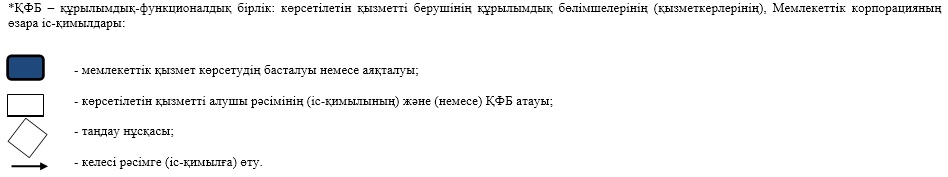 *ҚФБ – құрылымдық-функционалдық бірлік: көрсетілетін қызметті берушінің құрылымдық бөлімшелерінің (қызметкерлерінің), Мемлекеттік корпорацияның
өзара іс-қимылдары:
- мемлекеттік қызмет көрсетудің басталуы немесе аяқталуы;
- көрсетілетін қызметті алушы рәсімінің (іс-қимылының) және (немесе) ҚФБ атауы;
- таңдау нұсқасы;
- келесі рәсімге (іс-қимылға) өту.